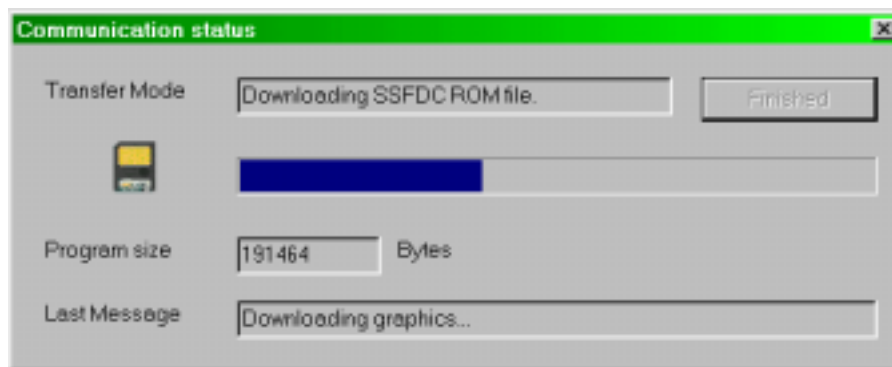 Communication status
Transfer Mode
Downloading SSFDC ROM file.
Finished
Program size
191464
Bytes
Last Message
Downloading graphics...